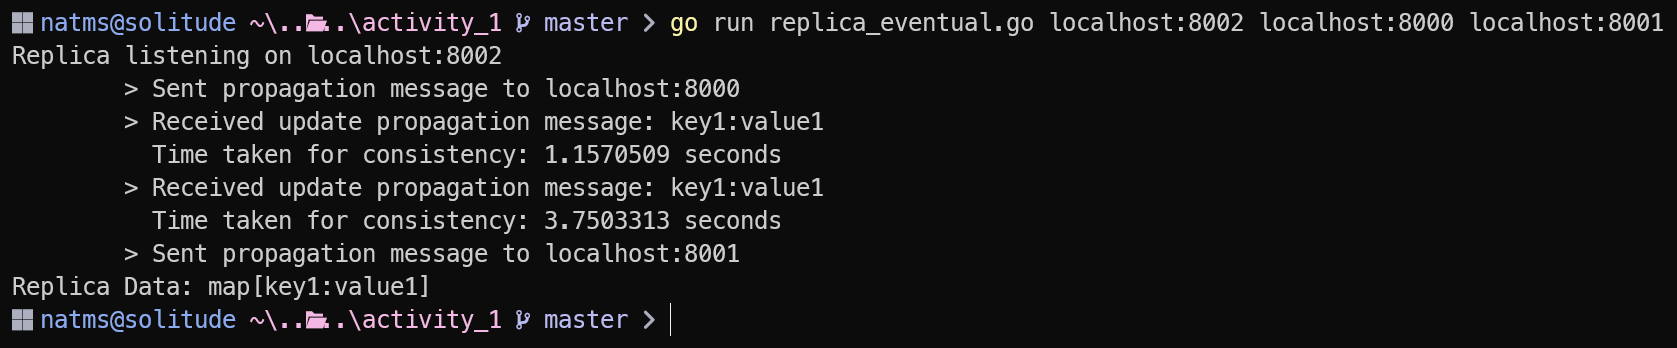 natms@solitude ~\....\activity_1 master > go run replica_eventual.go localhost:8002 localhost:8000 localhost:8001
Replica listening on localhost:8002
> Sent propagation message to localhost:8000
> Received update propagation message: key1:value1
Time taken for consistency: 1.1570509 seconds
> Received update propagation message: key1:value1
Time taken for consistency: 3.7503313 seconds
> Sent propagation message to localhost:8001
Replica Data: map[key1:value1]
natms@solitude ~\....\activity_1 master >